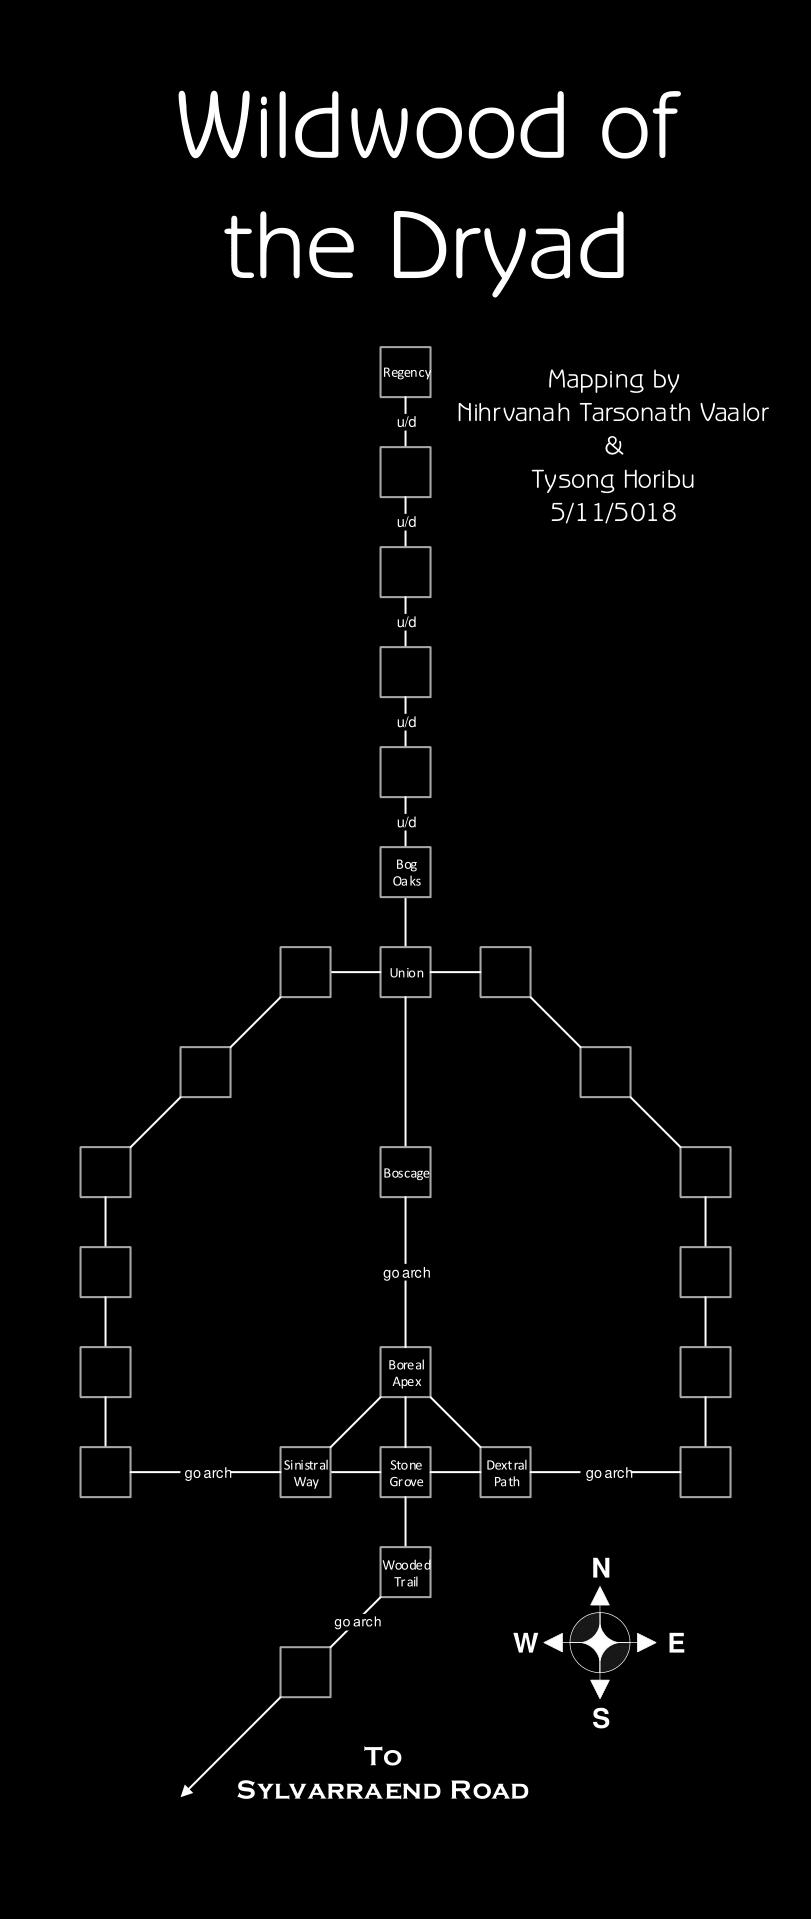 Wildwood of
the Dryad
Regency
Mapping by
Nihrvanah Tarsonath Vaalor
&
Tysong Horibu
5/11/5018
u/d
u/d
u/d
u/d
u/d
Bog
Oaks
Union
Boscage
go arch
Boreal
Apex
go arch
Sinistral
Way
Stone
Grove
Dextral
Path
go arch
Wooded
Trail
go arch
N
W
E
S
To
Sylvarraend Road